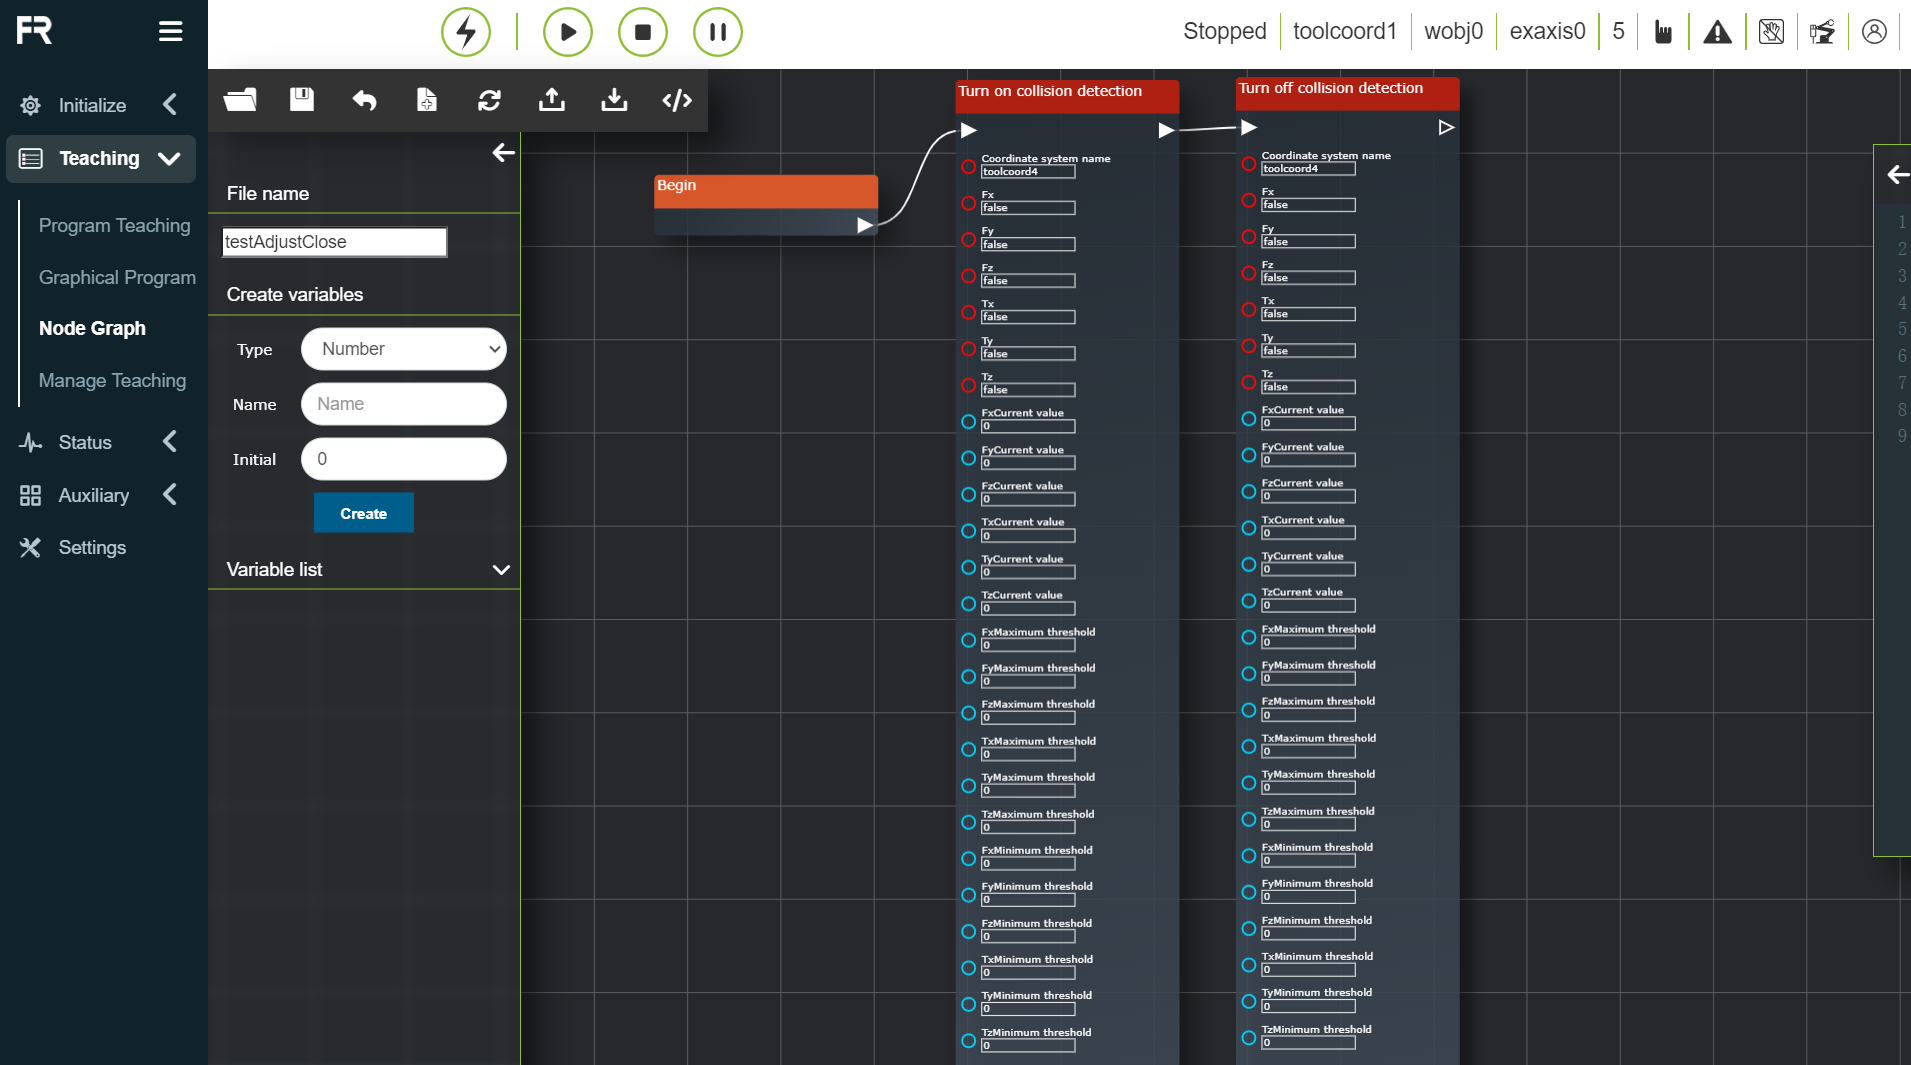 FR
Stopped
toolcoord1
wobj0
exaxis0
5
Initialize
Teaching
Program Teaching
Graphical Program
Node Graph
Manage Teaching
Status
Auxiliary
Settings
File name
testAdjustClose
Create variables
Type
Number
Name
Name
Initial
0
Create
Variable list
Begin
Turn on collision detection
Coordinate system name
toolcoord4
Fx
false
Fy
false
Fz
false
Tx
false
Ty
false
Tz
false
FxCurrent value
0
FyCurrent value
0
FzCurrent value
0
TxCurrent value
0
TyCurrent value
0
TzCurrent value
0
FxMaximum threshold
0
FyMaximum threshold
0
FzMaximum threshold
0
TxMaximum threshold
0
TyMaximum threshold
0
TzMaximum threshold
0
FxMinimum threshold
0
FyMinimum threshold
0
FzMinimum threshold
0
TxMinimum threshold
0
TyMinimum threshold
0
TzMinimum threshold
0
Turn off collision detection
Coordinate system name
toolcoord4
Fx
false
Fy
false
Fz
false
Tx
false
Ty
false
Tz
false
FxCurrent value
0
FyCurrent value
0
FzCurrent value
0
TxCurrent value
0
TyCurrent value
0
TzCurrent value
0
FxMaximum threshold
0
FyMaximum threshold
0
FzMaximum threshold
0
TxMaximum threshold
0
TyMaximum threshold
0
TzMaximum threshold
0
FxMinimum threshold
0
FyMinimum threshold
0
FzMinimum threshold
0
TxMinimum threshold
0
TyMinimum threshold
0
TzMinimum threshold
0
1
2
3
4
5
6
7
8
9